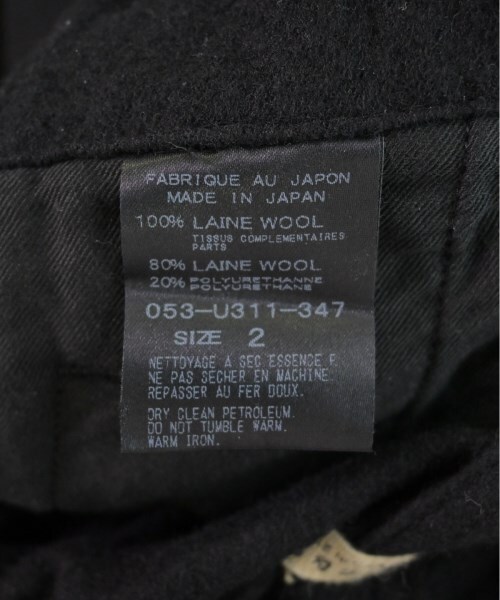 FABRIQUE AU JAPON
MADE IN JAPAN
100% LAINE WOOL
TISSUS COMPLEMENTAIRES
PARTS
80% LAINE WOOL
20% POLYURETHANNE
POLYURETHANE
053-U311-347
SIZE 2
NETTOYAGE A SEC ESSENCE F.
NE PAS SECHER EN MACHINE.
REPASSER AU FER DOUX.
DRY CLEAN PETROLEUM.
DO NOT TUMBLE WARM.
WARM IRON.